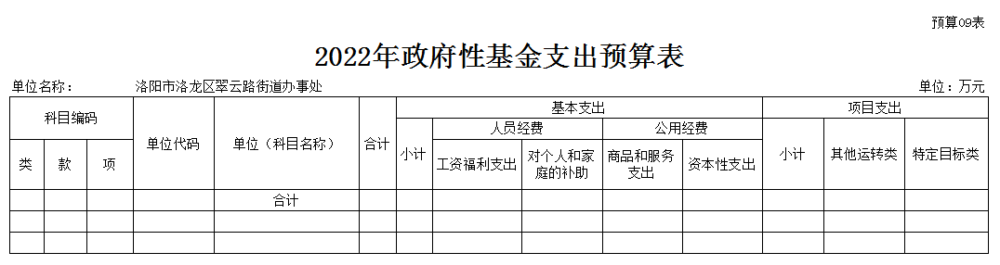 预算09表
2022年政府性基金支出预算表
单位名称： 洛阳市洛龙区翠云路街道办事处 单位：万元
科目编码 单位代码 单位（科目名称） 合计 基本支出 项目支出
小计 人员经费 公用经费 小计 其他运转类 特定目标类
类 款 项 工资福利支出 对个人和家庭的补助 商品和服务支出 资本性支出
合计